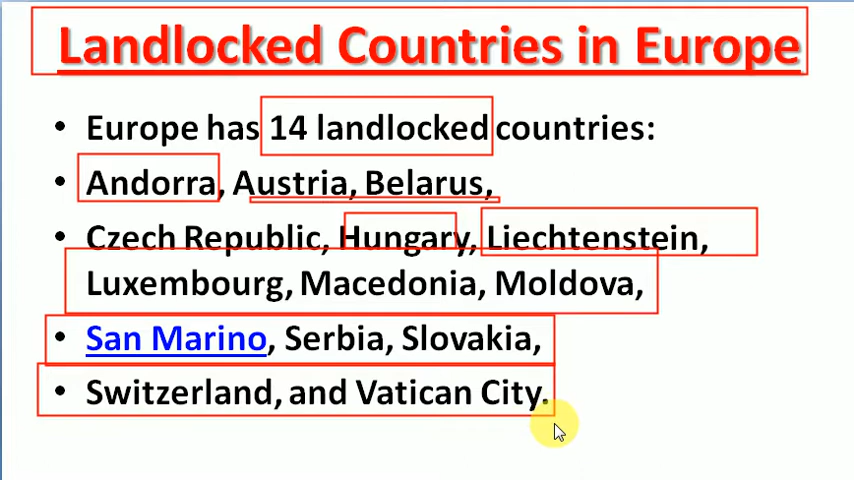 Landlocked Countries in Europe
• Europe has 14 landlocked countries:
• Andorra, Austria, Belarus,
• Czech Republic, Hungary, Liechtenstein,
Luxembourg, Macedonia, Moldova,
• San Marino, Serbia, Slovakia,
• Switzerland, and Vatican City.